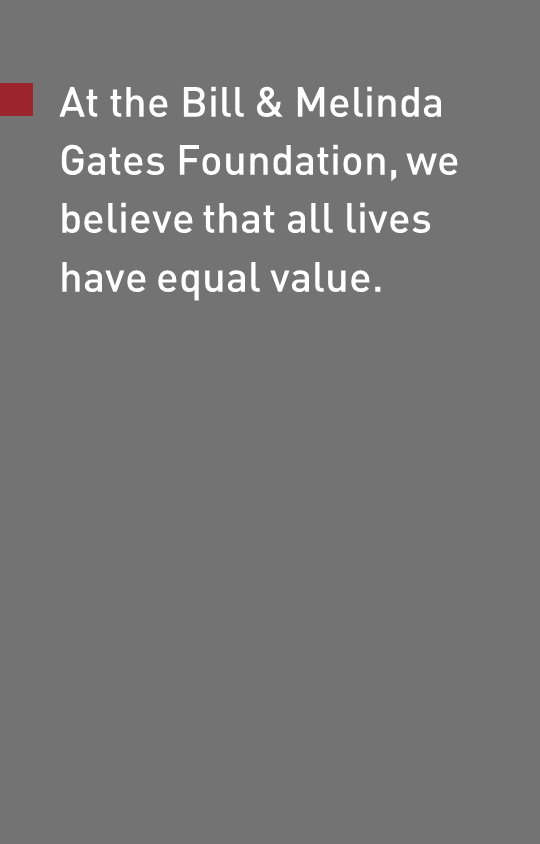 At the Bill & Melinda
Gates Foundation, we
believe that all lives
have equal value.